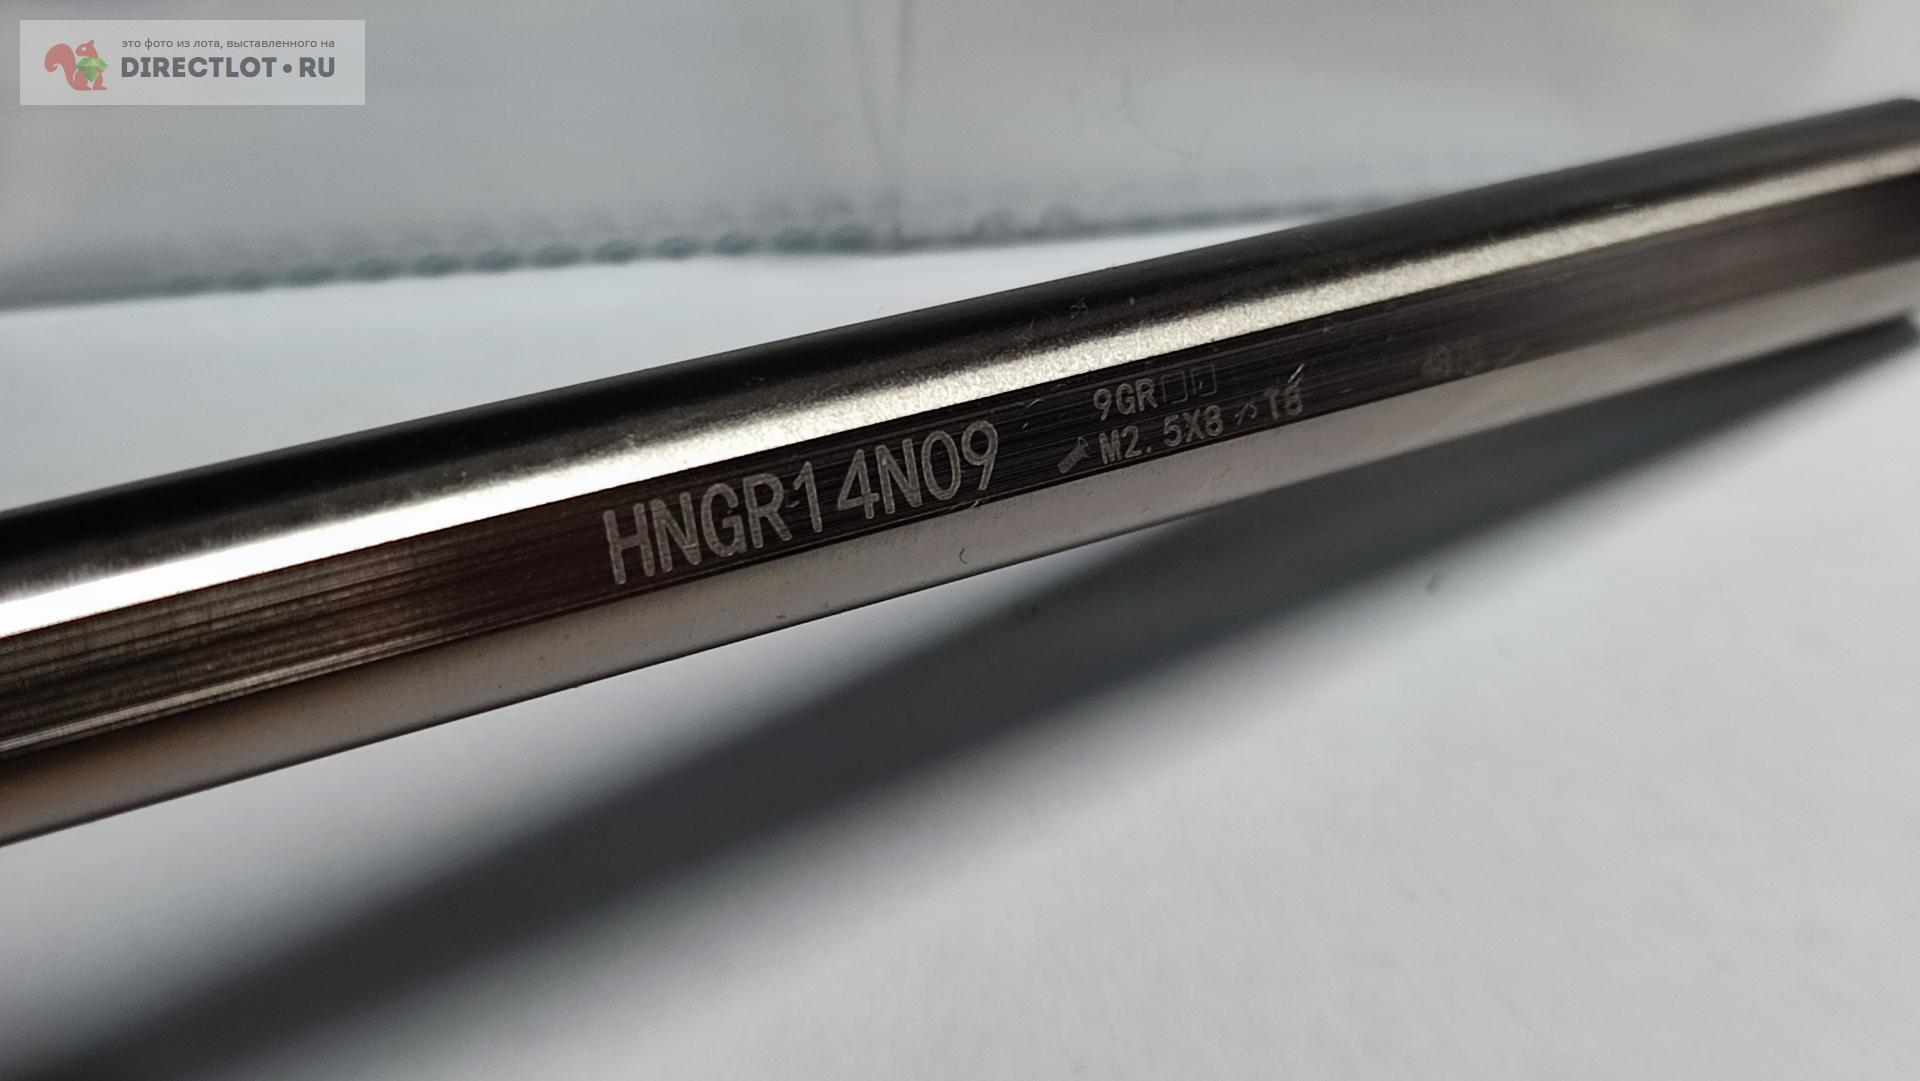 это фото из лота, выставленного на
DIRECTLOT•RU
HNGR14N09
9GR□□
M2.5X8
T8